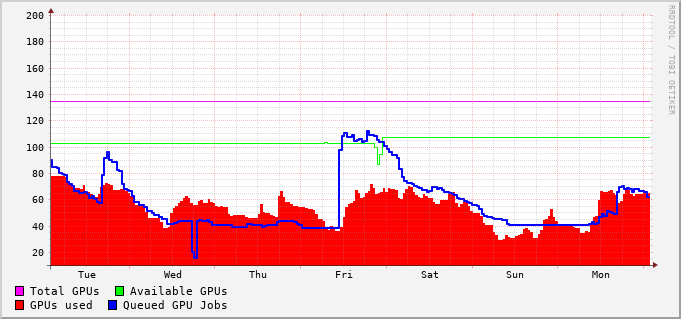 200
180
160
140
120
100
80
60
40
20
Tue Wed Thu Fri Sat Sun Mon
Total GPUs Available GPUs
GPUs used Queued GPU Jobs
RRDTOOL / TOBI OETIKER